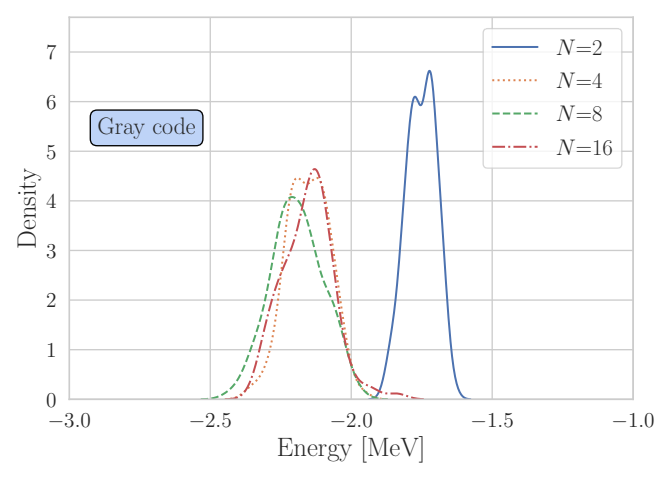 7
6
5
4
3
2
1
0
Density
Gray code
N=2
N=4
N=8
N=16
−3.0 −2.5 −2.0 −1.5 −1.0
Energy [MeV]